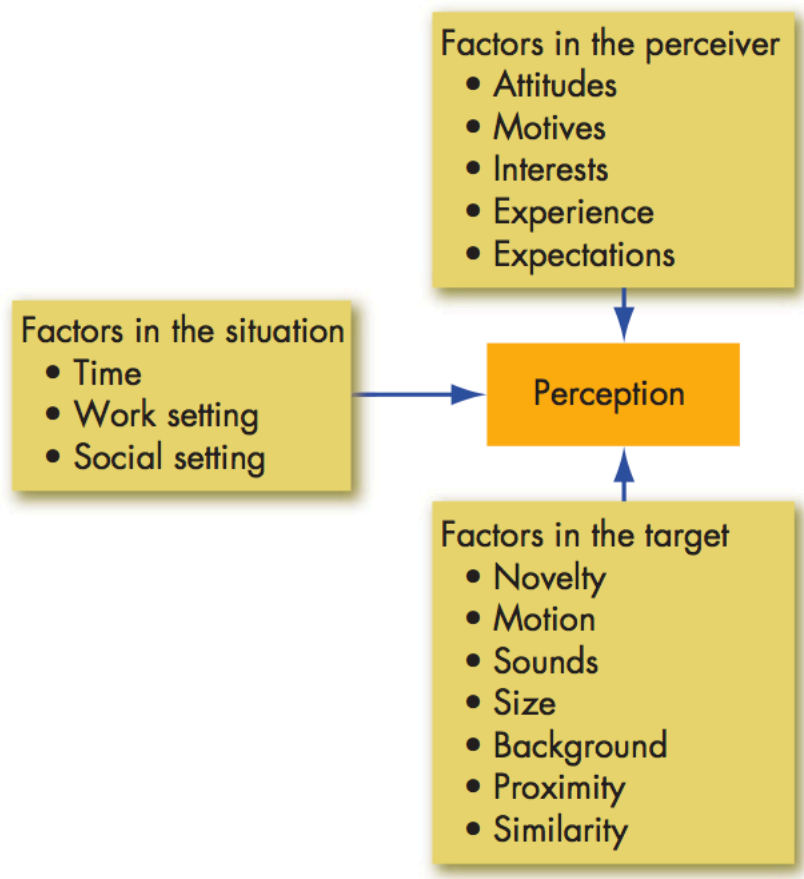 Factors in the perceiver
• Attitudes
• Motives
• Interests
• Experience
• Expectations
Factors in the situation
• Time
• Work setting
• Social setting
Perception
Factors in the target
• Novelty
• Motion
• Sounds
• Size
• Background
• Proximity
• Similarity